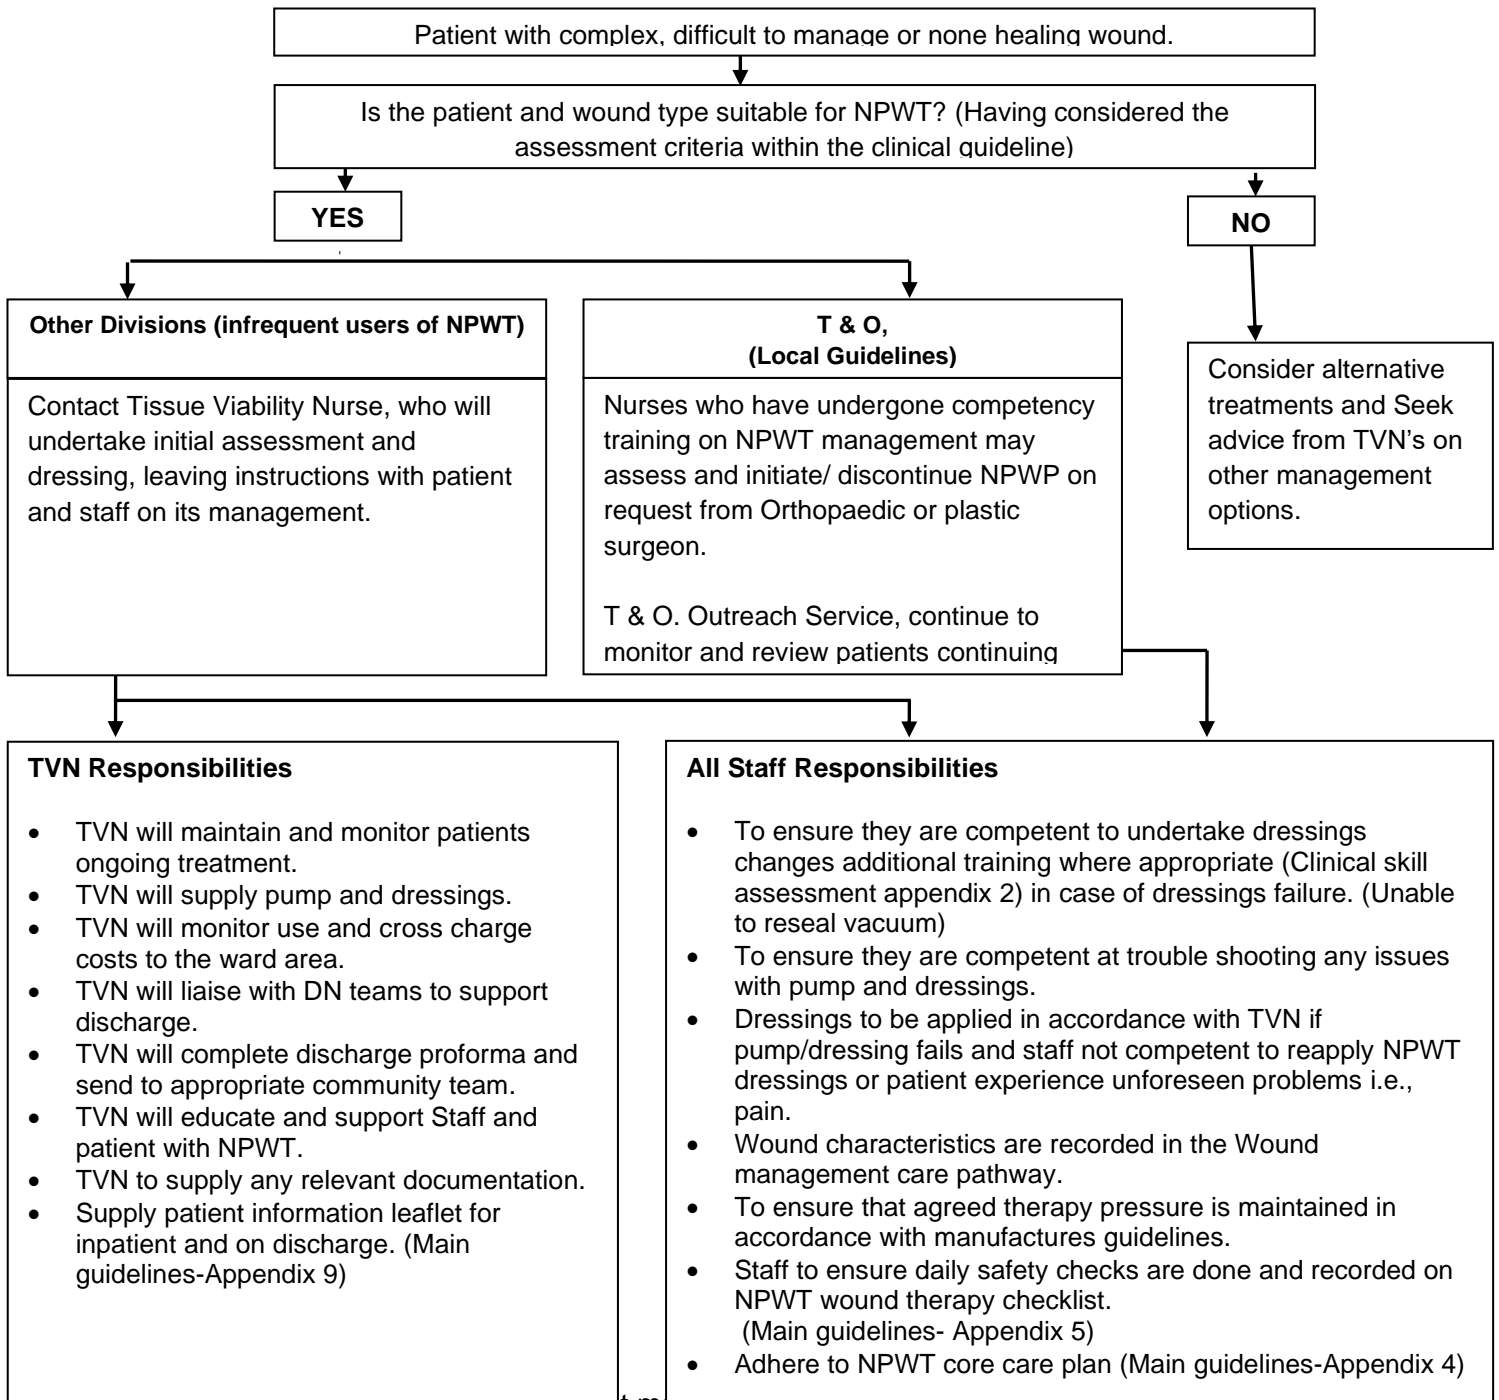 Patient with complex, difficult to manage or none healing wound.
Is the patient and wound type suitable for NPWT? (Having considered the
assessment criteria within the clinical guideline)
YES
NO
Other Divisions (infrequent users of NPWT)
Contact Tissue Viability Nurse, who will
undertake initial assessment and
dressing, leaving instructions with patient
and staff on its management.
T & O,
(Local Guidelines)
Nurses who have undergone competency
training on NPWT management may
assess and initiate/ discontinue NPWP on
request from Orthopaedic or plastic
surgeon.
T & O. Outreach Service, continue to
monitor and review patients continuing
Consider alternative
treatments and Seek
advice from TVN's on
other management
options.
TVN Responsibilities
• TVN will maintain and monitor patients
ongoing treatment.
• TVN will supply pump and dressings.
• TVN will monitor use and cross charge
costs to the ward area.
• TVN will liaise with DN teams to support
discharge.
• TVN will complete discharge proforma and
send to appropriate community team.
• TVN will educate and support Staff and
patient with NPWT.
• TVN to supply any relevant documentation.
• Supply patient information leaflet for
inpatient and on discharge. (Main
guidelines-Appendix 9)
All Staff Responsibilities
• To ensure they are competent to undertake dressings
changes additional training where appropriate (Clinical skill
assessment appendix 2) in case of dressings failure. (Unable
to reseal vacuum)
• To ensure they are competent at trouble shooting any issues
with pump and dressings.
• Dressings to be applied in accordance with TVN if
pump/dressing fails and staff not competent to reapply NPWT
dressings or patient experience unforeseen problems i.e.,
pain.
• Wound characteristics are recorded in the Wound
management care pathway.
• To ensure that agreed therapy pressure is maintained in
accordance with manufactures guidelines.
• Staff to ensure daily safety checks are done and recorded on
NPWT wound therapy checklist.
(Main guidelines- Appendix 5)
• Adhere to NPWT core care plan (Main guidelines-Appendix 4)